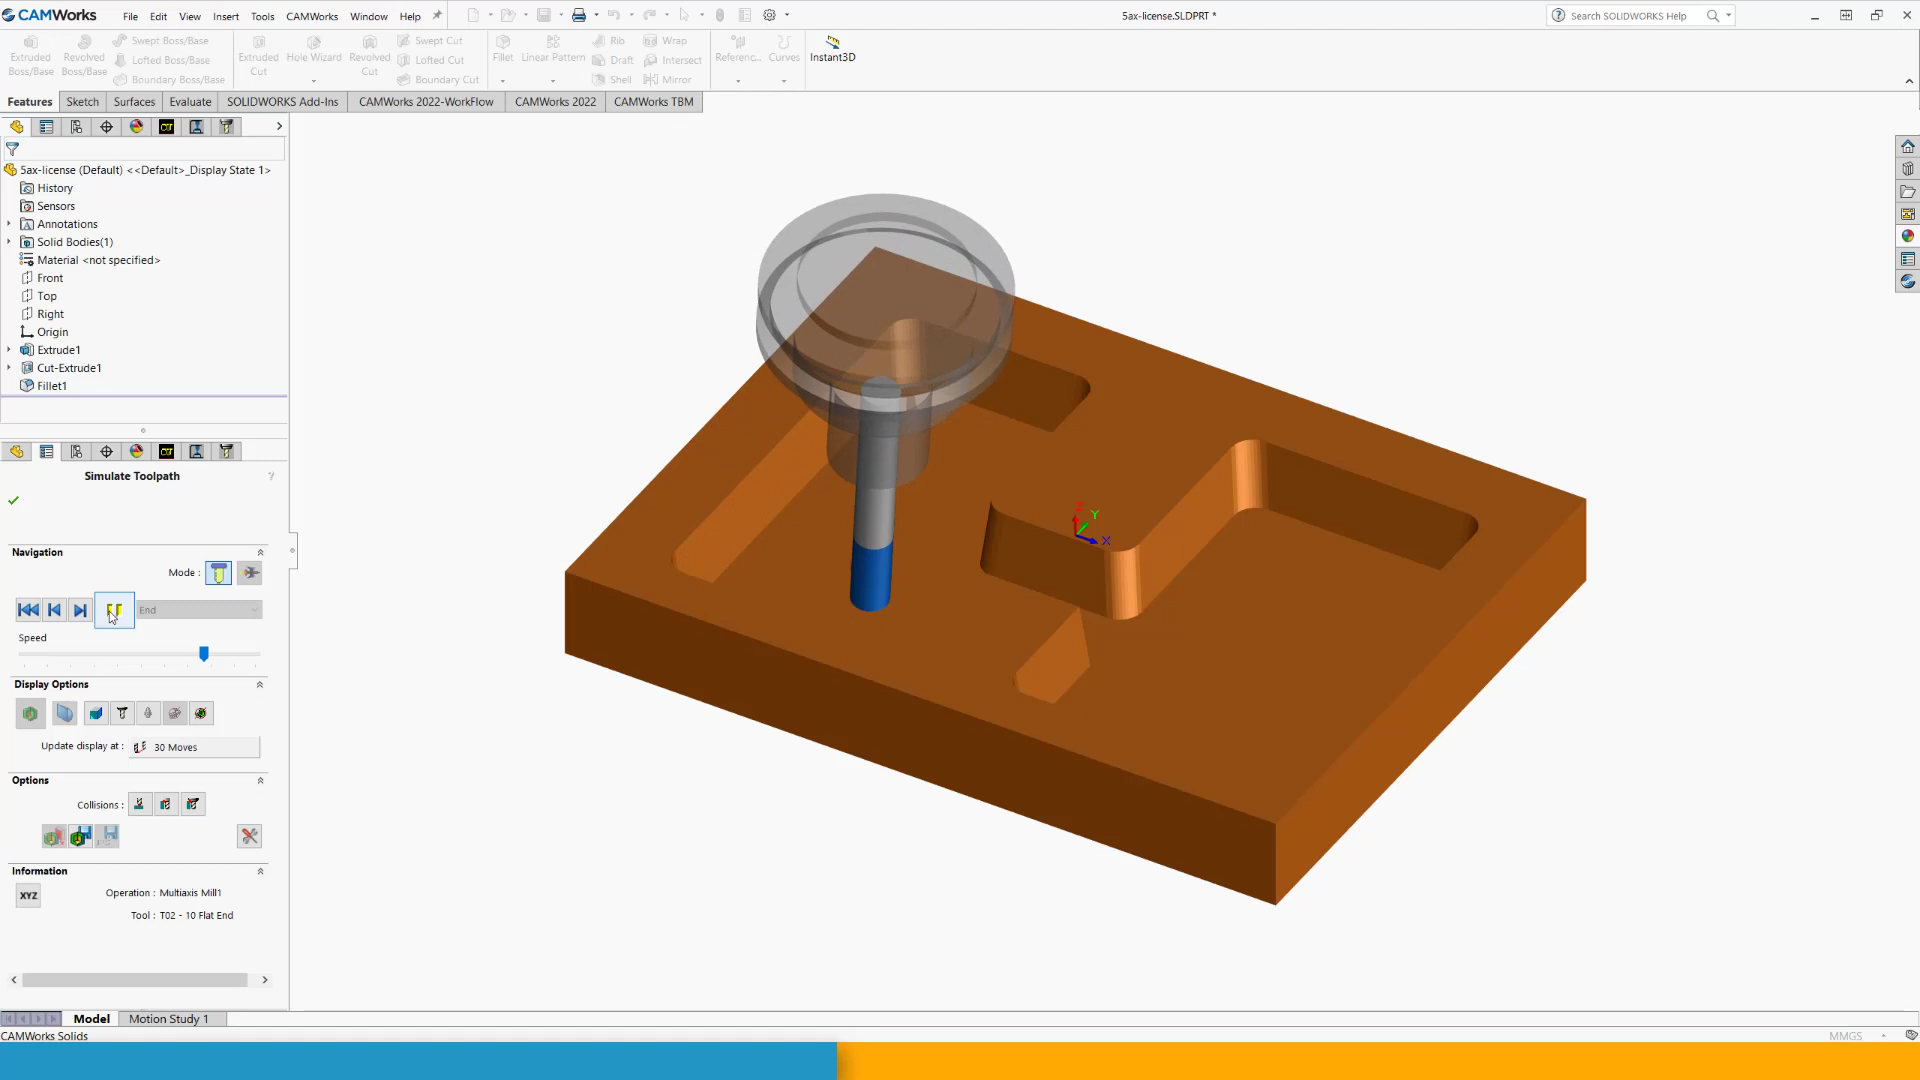 CAMWorks File Edit View Insert Tools CAMWorks Window Help 5ax-license.SLDPRT * Search SOLIDWORKS Help
Extruded Boss/Base
Revolved Boss/Base
Swept Boss/Base
Lofted Boss/Base
Boundary Boss/Base
Extruded Cut
Hole Wizard
Revolved Cut
Swept Cut
Lofted Cut
Boundary Cut
Fillet
Linear Pattern
Rib
Draft
Shell
Wrap
Intersect
Mirror
Referenc...
Curves
Instant3D
Features Sketch Surfaces Evaluate SOLIDWORKS Add-Ins CAMWorks 2022-WorkFlow CAMWorks 2022 CAMWorks TBM
5ax-license (Default) <<Default>_Display State 1>
History
Sensors
Annotations
Solid Bodies(1)
Material <not specified>
Front
Top
Right
Origin
Extrude1
Cut-Extrude1
Fillet1
Simulate Toolpath
Navigation
Mode :
End
Speed
Display Options
Update display at : 30 Moves
Options
Collisions :
Information
XYZ Operation : Multiaxis Mill1
Tool : T02 - 10 Flat End
Z
Y
X
Model Motion Study 1
CAMWorks Solids MMGS